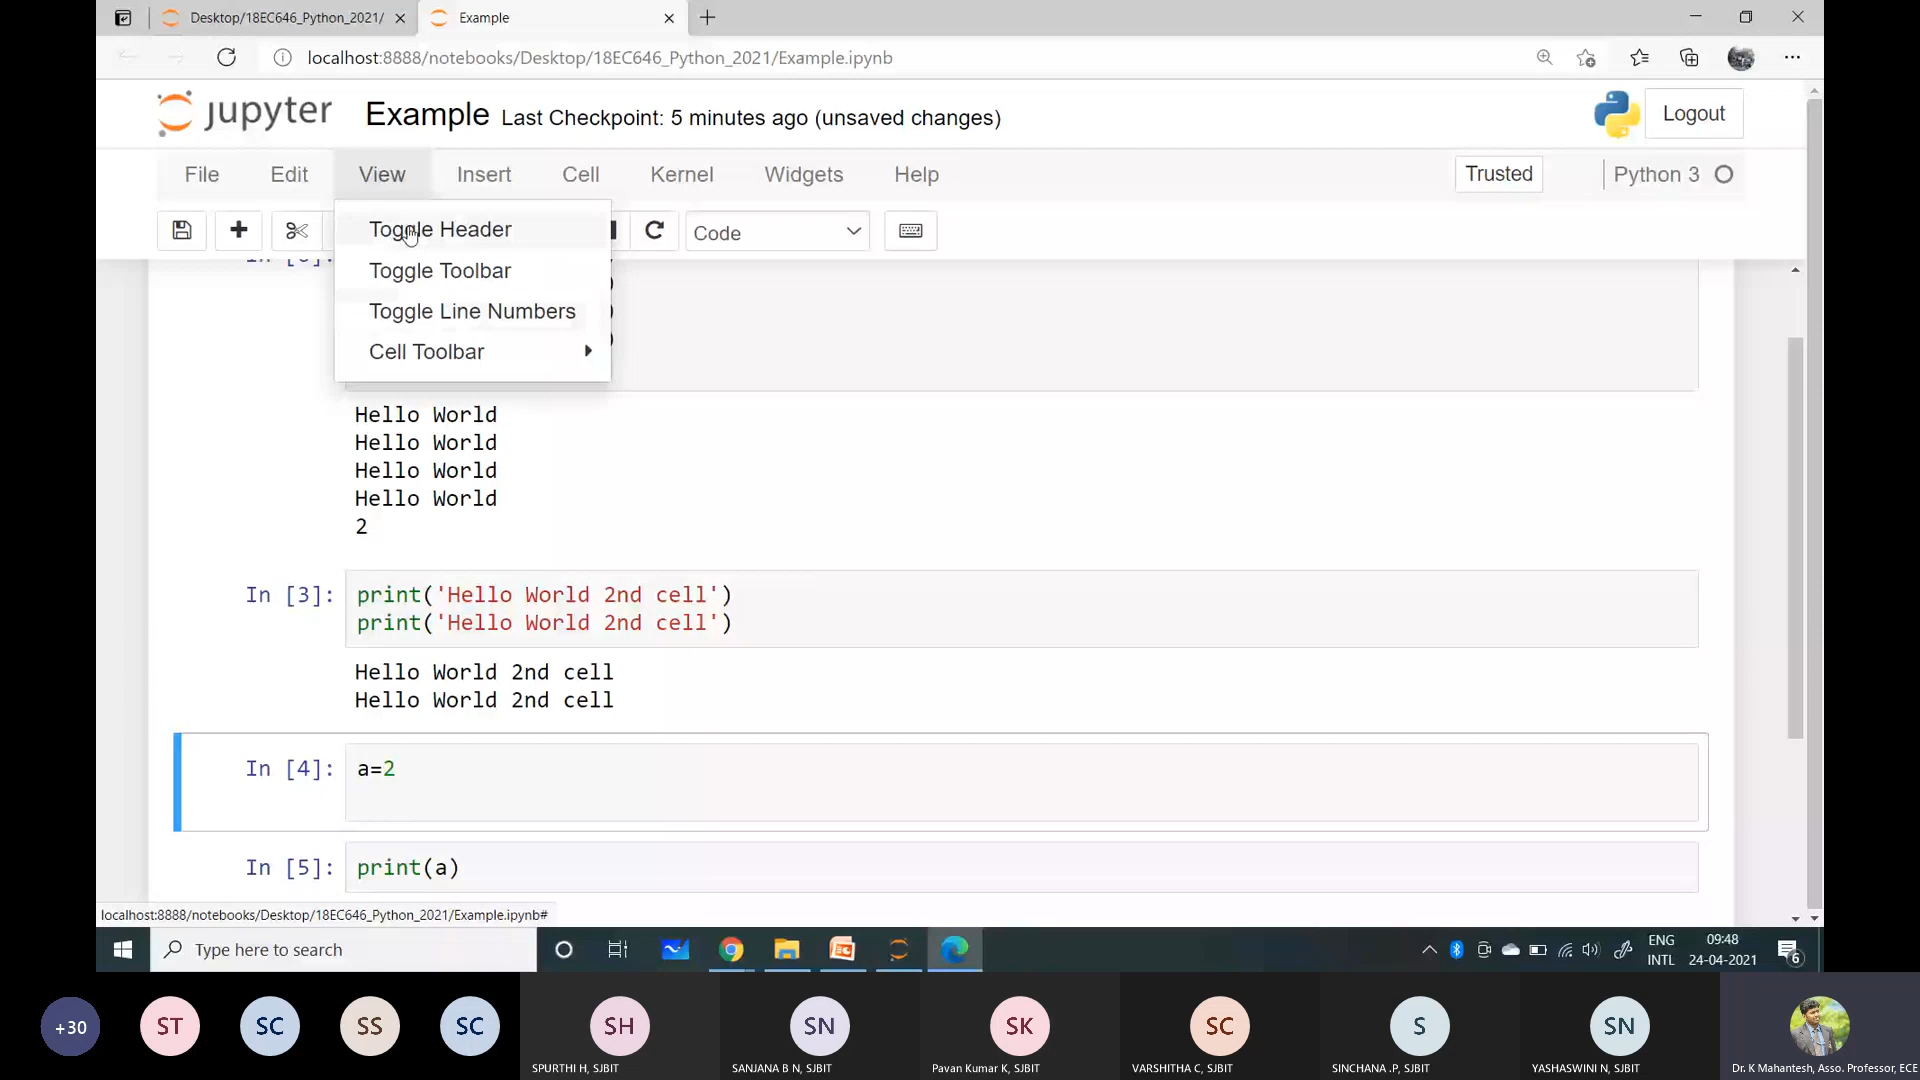 Desktop/18EC646_Python_2021/
Example
localhost:8888/notebooks/Desktop/18EC646_Python_2021/Example.ipynb
jupyter Example Last Checkpoint: 5 minutes ago (unsaved changes)
Logout
File Edit View Insert Cell Kernel Widgets Help
Trusted
Python 3
Toggle Header
Toggle Toolbar
Toggle Line Numbers
Cell Toolbar
Code
Hello World
Hello World
Hello World
Hello World
2
In [3]: print('Hello World 2nd cell')
print('Hello World 2nd cell')
Hello World 2nd cell
Hello World 2nd cell
In [4]: a=2
In [5]: print(a)
localhost:8888/notebooks/Desktop/18EC646_Python_2021/Example.ipynb#
Type here to search
ENG
INTL
09:48
24-04-2021
6
+30 ST SC SS SC SH SN SK SC S SN
SPURTHI H, SJBIT
SANJANA B N, SJBIT
Pavan Kumar K, SJBIT
VARSHITHA C, SJBIT
SINCHANA .P, SJBIT
YASHASWINI N, SJBIT
Dr. K Mahantesh, Asso. Professor, ECE